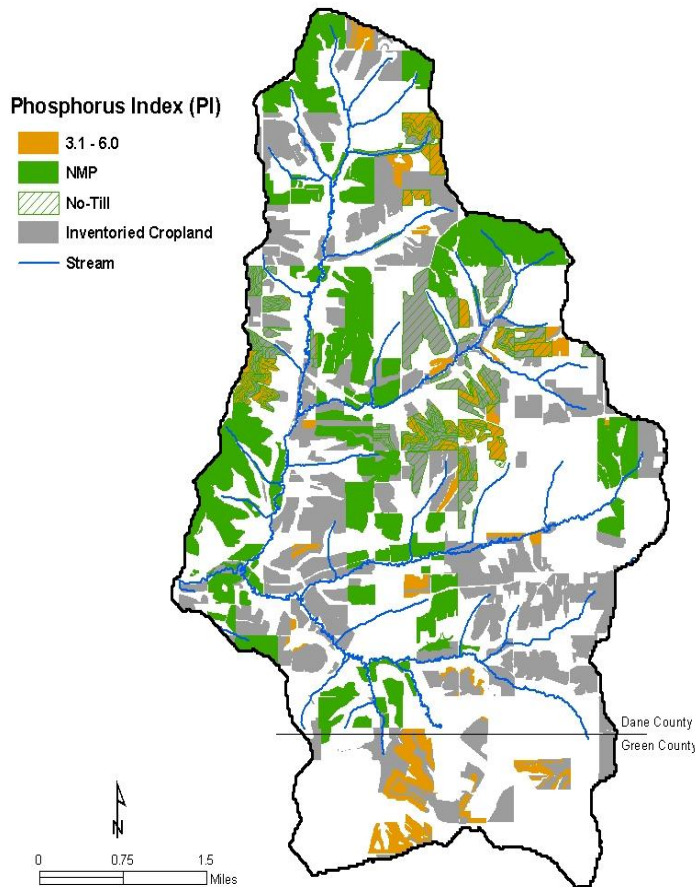 Phosphorus Index (PI)
3.1 - 6.0
NMP
No-Till
Inventoried Cropland
Stream
Dane County
Green County
N
0 0.75 1.5
Miles